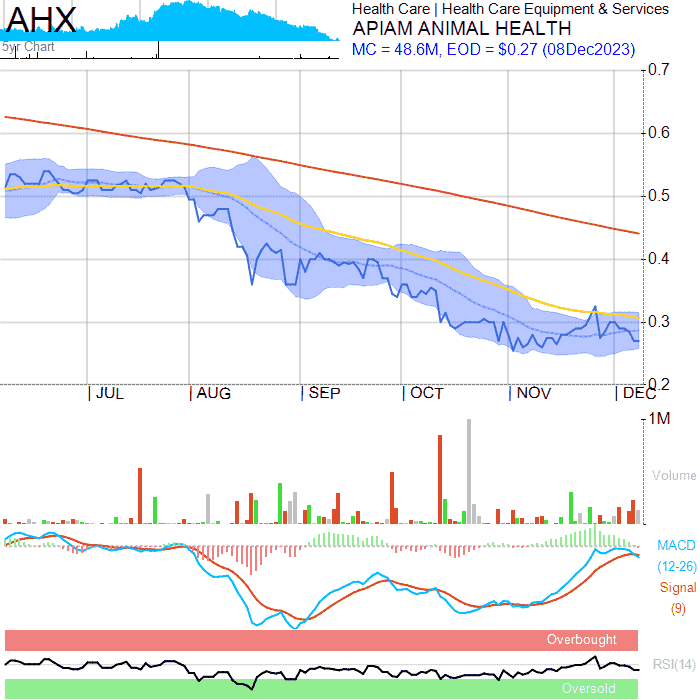 AHX
5yr Chart
Health Care | Health Care Equipment & Services
APIAM ANIMAL HEALTH
MC = 48.6M, EOD = $0.27 (08Dec2023)
0.7
0.6
0.5
0.4
0.3
0.2
JUL
AUG
SEP
OCT
NOV
DEC
1M
Volume
MACD
(12-26)
Signal
(9)
Overbought
RSI(14)
Oversold